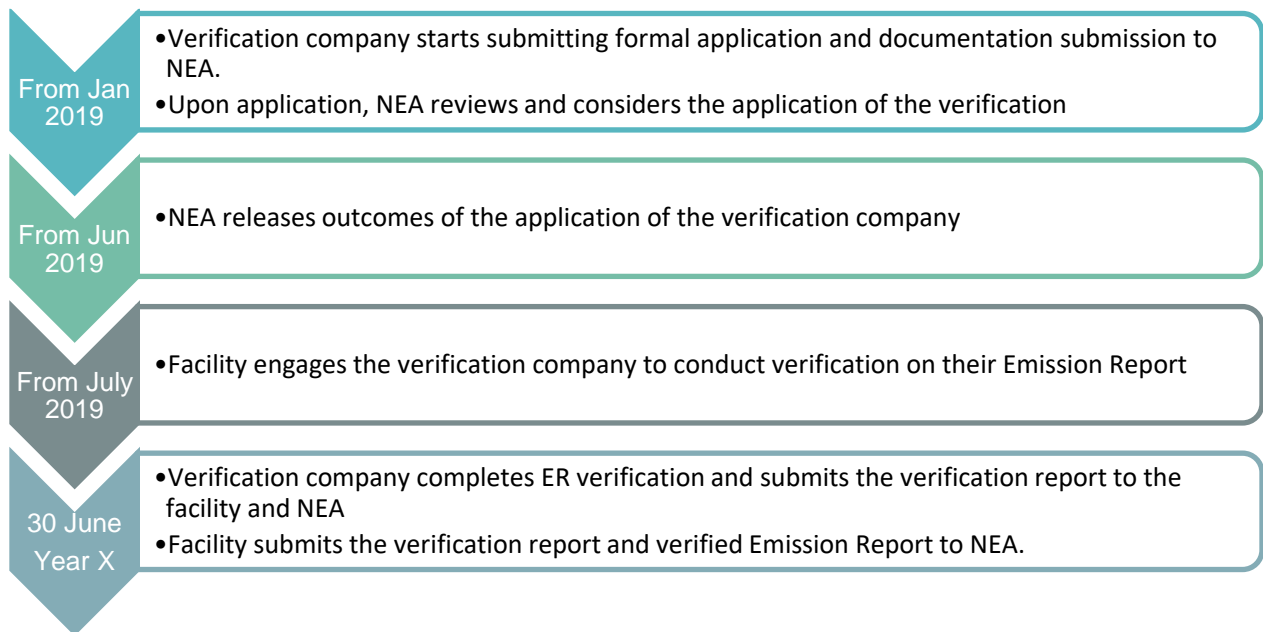 From Jan
2019
•Verification company starts submitting formal application and documentation submission to
NEA.
•Upon application, NEA reviews and considers the application of the verification
From Jun
2019
•NEA releases outcomes of the application of the verification company
From July
2019
•Facility engages the verification company to conduct verification on their Emission Report
30 June
Year X
•Verification company completes ER verification and submits the verification report to the
facility and NEA
•Facility submits the verification report and verified Emission Report to NEA.